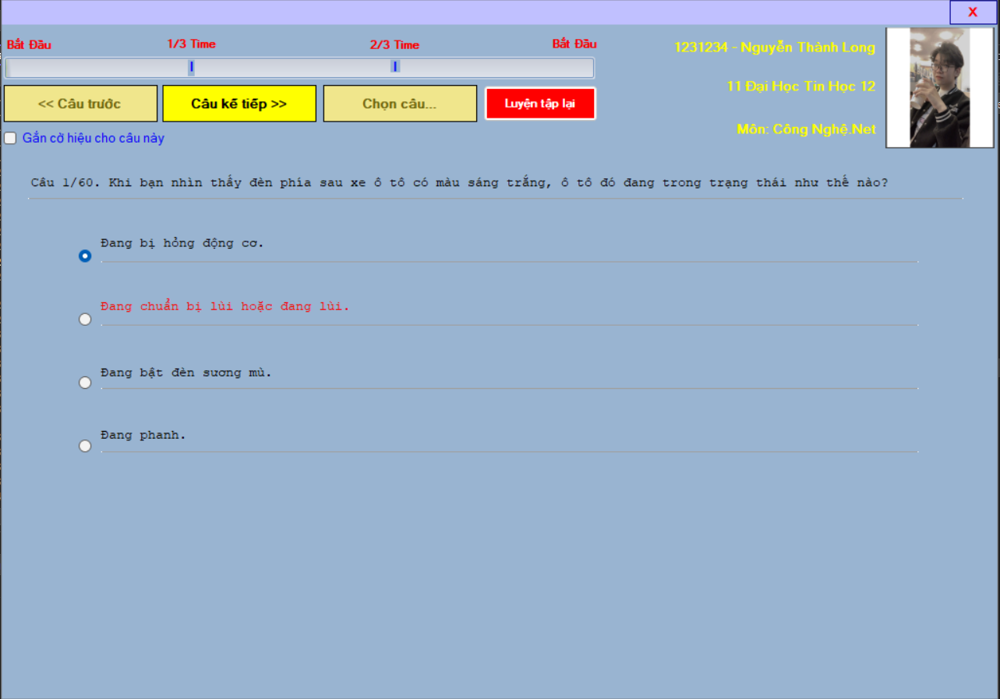 X
Bắt Đầu 1/3 Time 2/3 Time Bắt Đầu
1231234 - Nguyễn Thành Long
<< Câu trước Câu kế tiếp >> Chọn câu... Luyện tập lại
11 Đại Học Tin Học 12
Môn: Công Nghệ.Net
Gắn cờ hiệu cho câu này
Câu 1/60. Khi bạn nhìn thấy đèn phía sau xe ô tô có màu sáng trắng, ô tô đó đang trong trạng thái như thế nào?
Đang bị hỏng động cơ.
Đang chuẩn bị lùi hoặc đang lùi.
Đang bật đèn sương mù.
Đang phanh.